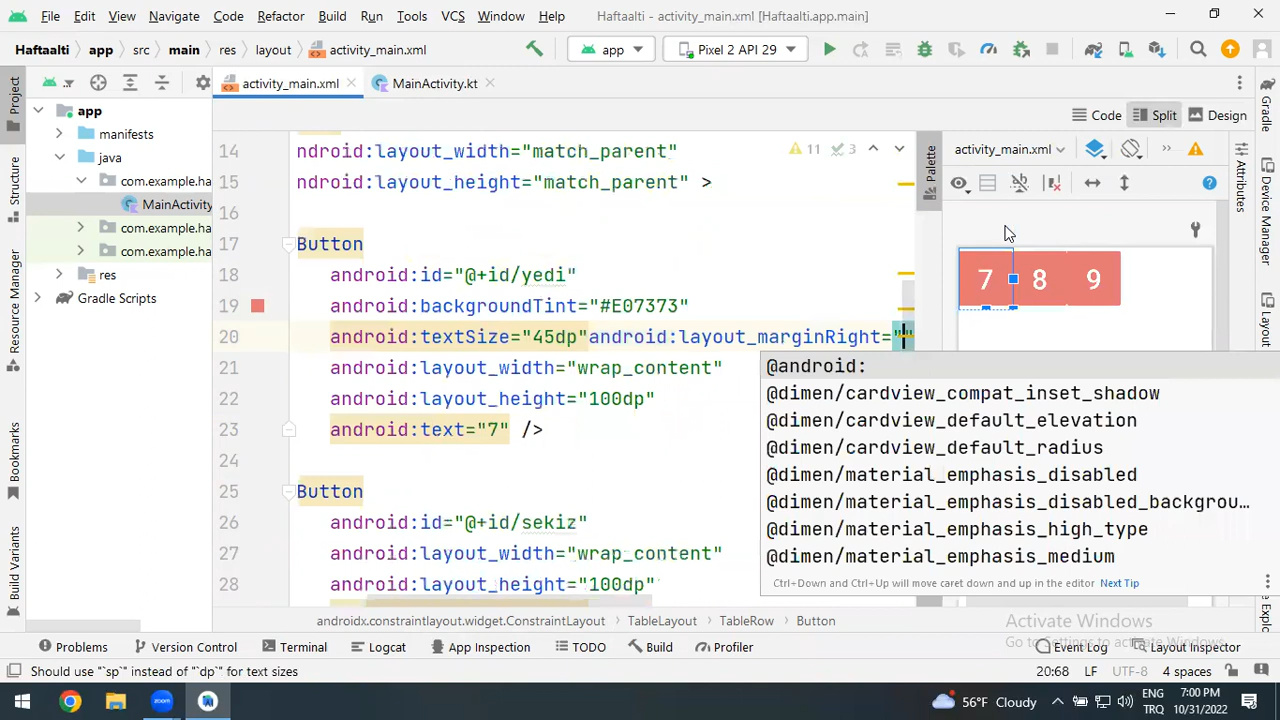 File Edit View Navigate Code Refactor Build Run Tools VCS Window Help Haftaalti - activity_main.xml [Haftaalti.app.main]
Haftaalti app src main res layout activity_main.xml app Pixel 2 API 29
activity_main.xml MainActivity.kt
Project
Structure
Resource Manager
Bookmarks
Build Variants
app
manifests
java
com.example.ha
MainActivity
com.example.ha
com.example.ha
res
Gradle Scripts
Code Split Design
14 ndroid:layout_width="match_parent"
15 ndroid:layout_height="match_parent" >
16
17 Button
18 android:id="@+id/yedi"
19 android:backgroundTint="#E07373"
20 android:textSize="45dp"android:layout_marginRight=""
21 android:layout_width="wrap_content"
22 android:layout_height="100dp"
23 android:text="7" />
24
25 Button
26 android:id="@+id/sekiz"
27 android:layout_width="wrap_content"
28 android:layout_height="100dp"
11 3
@android:
@dimen/cardview_compat_inset_shadow
@dimen/cardview_default_elevation
@dimen/cardview_default_radius
@dimen/material_emphasis_disabled
@dimen/material_emphasis_disabled_backgrou…
@dimen/material_emphasis_high_type
@dimen/material_emphasis_medium
Ctrl+Down and Ctrl+Up will move caret down and up in the editor Next Tip
Palette
activity_main.xml
7 8 9
Attributes
Gradle
Device Manager
androidx.constraintlayout.widget.ConstraintLayout TableLayout TableRow Button
Activate Windows
Go to Settings to activate Windows.
Problems Version Control Terminal Logcat App Inspection TODO Build Profiler Event Log Layout Inspector
Should use "`sp`" instead of "`dp`" for text sizes 20:68 LF UTF-8 4 spaces
zoom
56°F Cloudy
ENG
TRQ
7:00 PM
10/31/2022